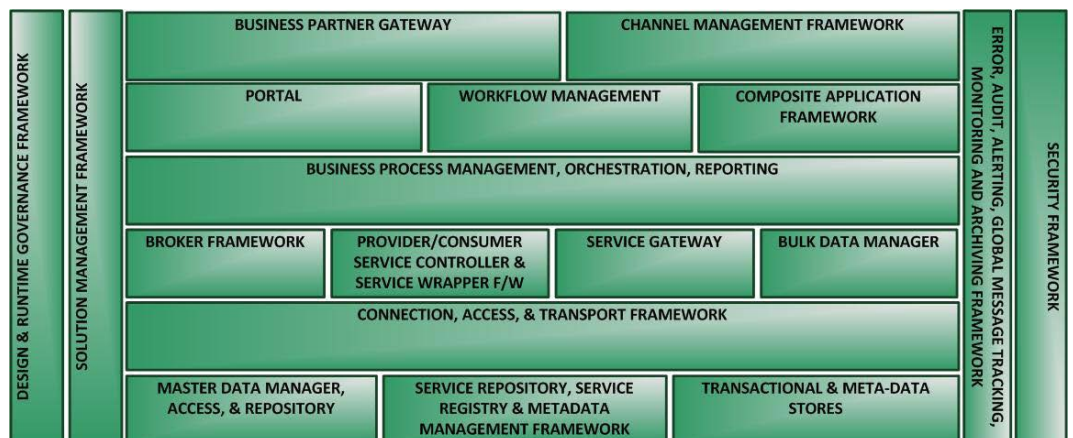 DESIGN & RUNTIME GOVERNANCE FRAMEWORK
SOLUTION MANAGEMENT FRAMEWORK
BUSINESS PARTNER GATEWAY
CHANNEL MANAGEMENT FRAMEWORK
PORTAL
WORKFLOW MANAGEMENT
COMPOSITE APPLICATION
FRAMEWORK
BUSINESS PROCESS MANAGEMENT, ORCHESTRATION, REPORTING
BROKER FRAMEWORK
PROVIDER/CONSUMER
SERVICE CONTROLLER &
SERVICE WRAPPER F/W
SERVICE GATEWAY
BULK DATA MANAGER
CONNECTION, ACCESS, & TRANSPORT FRAMEWORK
MASTER DATA MANAGER,
ACCESS, & REPOSITORY
SERVICE REPOSITORY, SERVICE
REGISTRY & METADATA
MANAGEMENT FRAMEWORK
TRANSACTIONAL & META-DATA
STORES
ERROR, AUDIT, ALERTING, GLOBAL MESSAGE TRACKING,
MONITORING AND ARCHIVING FRAMEWORK
SECURITY FRAMEWORK